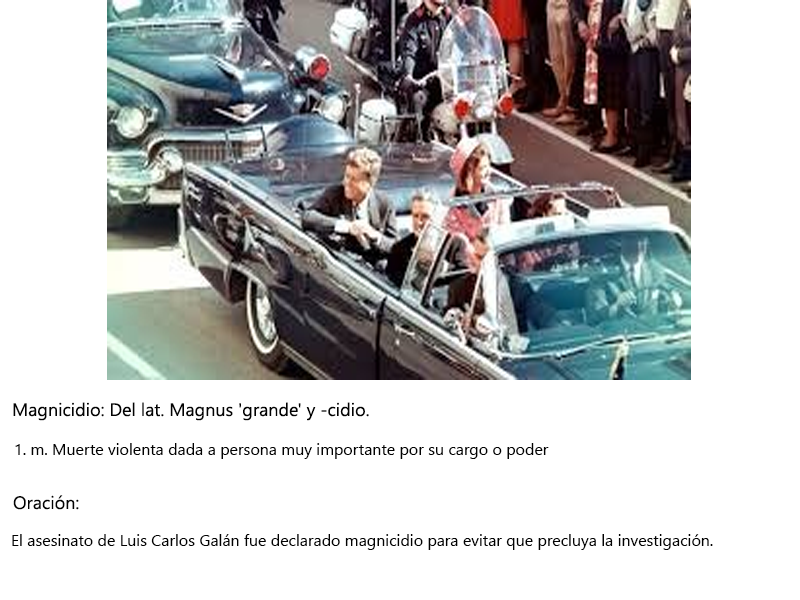 Magnicidio: Del lat. Magnus 'grande' y -cidio.
1. m. Muerte violenta dada a persona muy importante por su cargo o poder
Oración:
El asesinato de Luis Carlos Galán fue declarado magnicidio para evitar que precluya la investigación.